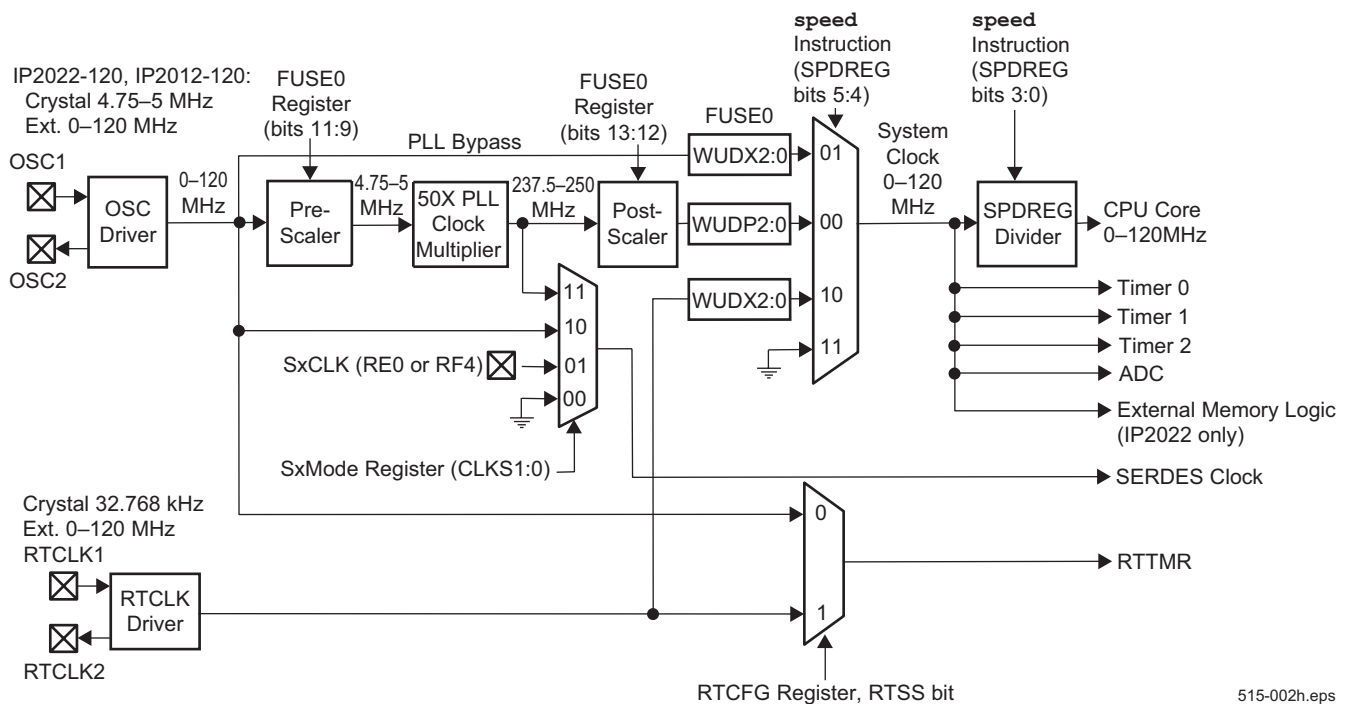 speed
Instruction
(SPDREG
bits 5:4)
speed
Instruction
(SPDREG
bits 3:0)
IP2022-120, IP2012-120:
Crystal 4.75–5 MHz
Ext. 0–120 MHz
FUSE0
Register
(bits 11:9)
FUSE0
Register
(bits 13:12)
FUSE0
System
Clock
0–120
MHz
PLL Bypass
OSC1
OSC2
OSC
Driver
0–120
MHz
Pre-
Scaler
4.75–5
MHz
50X PLL
Clock
Multiplier
237.5–250
MHz
Post-
Scaler
WUDX2:0
WUDP2:0
WUDX2:0
01
00
10
11
SPDREG
Divider
CPU Core
0–120MHz
Timer 0
Timer 1
Timer 2
ADC
External Memory Logic
(IP2022 only)
11
10
01
00
SxCLK (RE0 or RF4)
SxMode Register (CLKS1:0)
SERDES Clock
Crystal 32.768 kHz
Ext. 0–120 MHz
RTCLK1
RTCLK2
RTCLK
Driver
0
1
RTTMR
RTCFG Register, RTSS bit
515-002h.eps